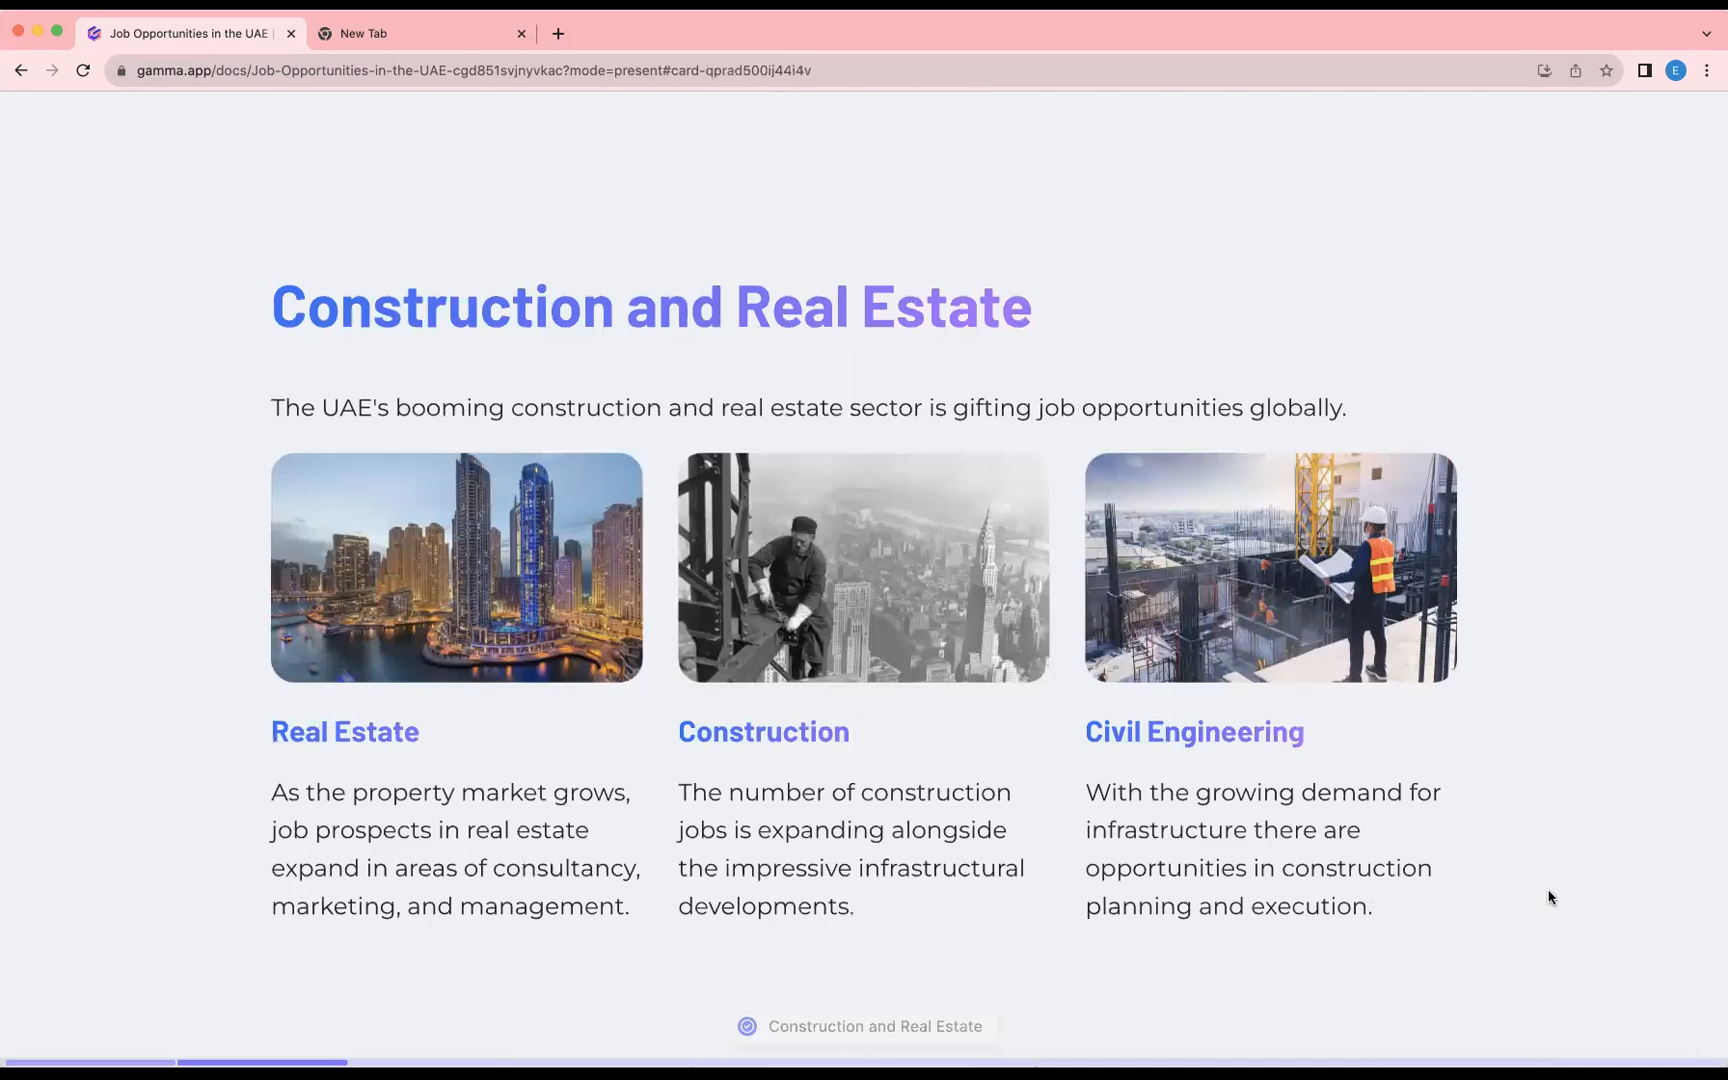 Job Opportunities in the UAE
New Tab
gamma.app/docs/Job-Opportunities-in-the-UAE-cgd851svjnyvkac?mode=present#card-qprad500ij44i4v
E
Construction and Real Estate
The UAE's booming construction and real estate sector is gifting job opportunities globally.
Real Estate
As the property market grows,
job prospects in real estate
expand in areas of consultancy,
marketing, and management.
Construction
The number of construction
jobs is expanding alongside
the impressive infrastructural
developments.
Civil Engineering
With the growing demand for
infrastructure there are
opportunities in construction
planning and execution.
Construction and Real Estate